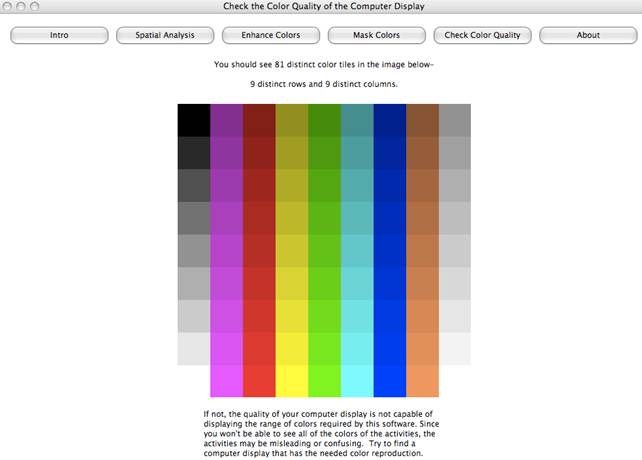 Check the Color Quality of the Computer Display
Intro
Spatial Analysis
Enhance Colors
Mask Colors
Check Color Quality
About
You should see 81 distinct color tiles in the image below-
9 distinct rows and 9 distinct columns.
If not, the quality of your computer display is not capable of
displaying the range of colors required by this software. Since
you won't be able to see all of the colors of the activities, the
activities may be misleading or confusing. Try to find a
computer display that has the needed color reproduction.